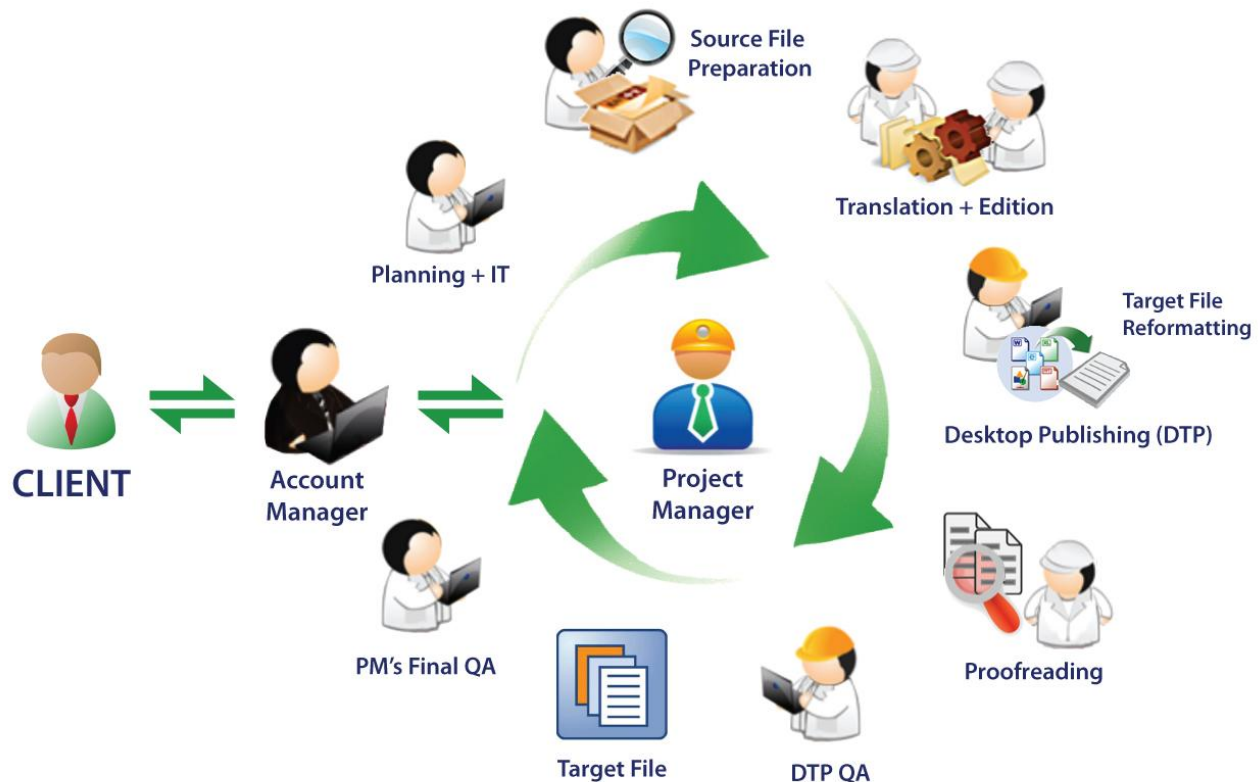 Source File
Preparation
Translation + Edition
Planning + IT
Target File
Reformatting
Desktop Publishing (DTP)
CLIENT
Account
Manager
Project
Manager
PM's Final QA
Proofreading
Target File
DTP QA